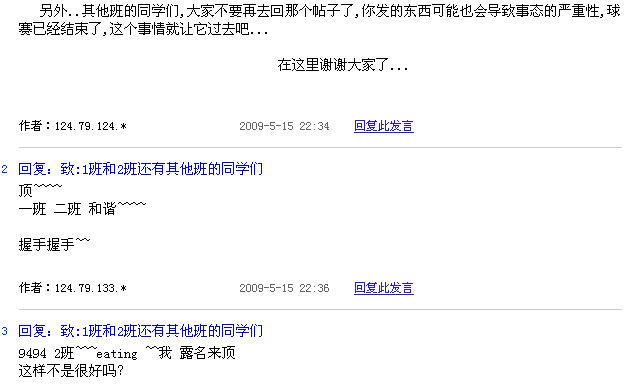 另外..其他班的同学们,大家不要再去回那个帖子了,你发的东西可能也会导致事态的严重性,球
赛已经结束了,这个事情就让它过去吧...
在这里谢谢大家了...
作者：124.79.124.* 2009-5-15 22:34 回复此发言
2 回复：致:1班和2班还有其他班的同学们
顶~~~~
一班 二班 和谐~~~~
握手握手~~
作者：124.79.133.* 2009-5-15 22:36 回复此发言
3 回复：致:1班和2班还有其他班的同学们
9494 2班~~~eating ~~我 露名来顶
这样不是很好吗?